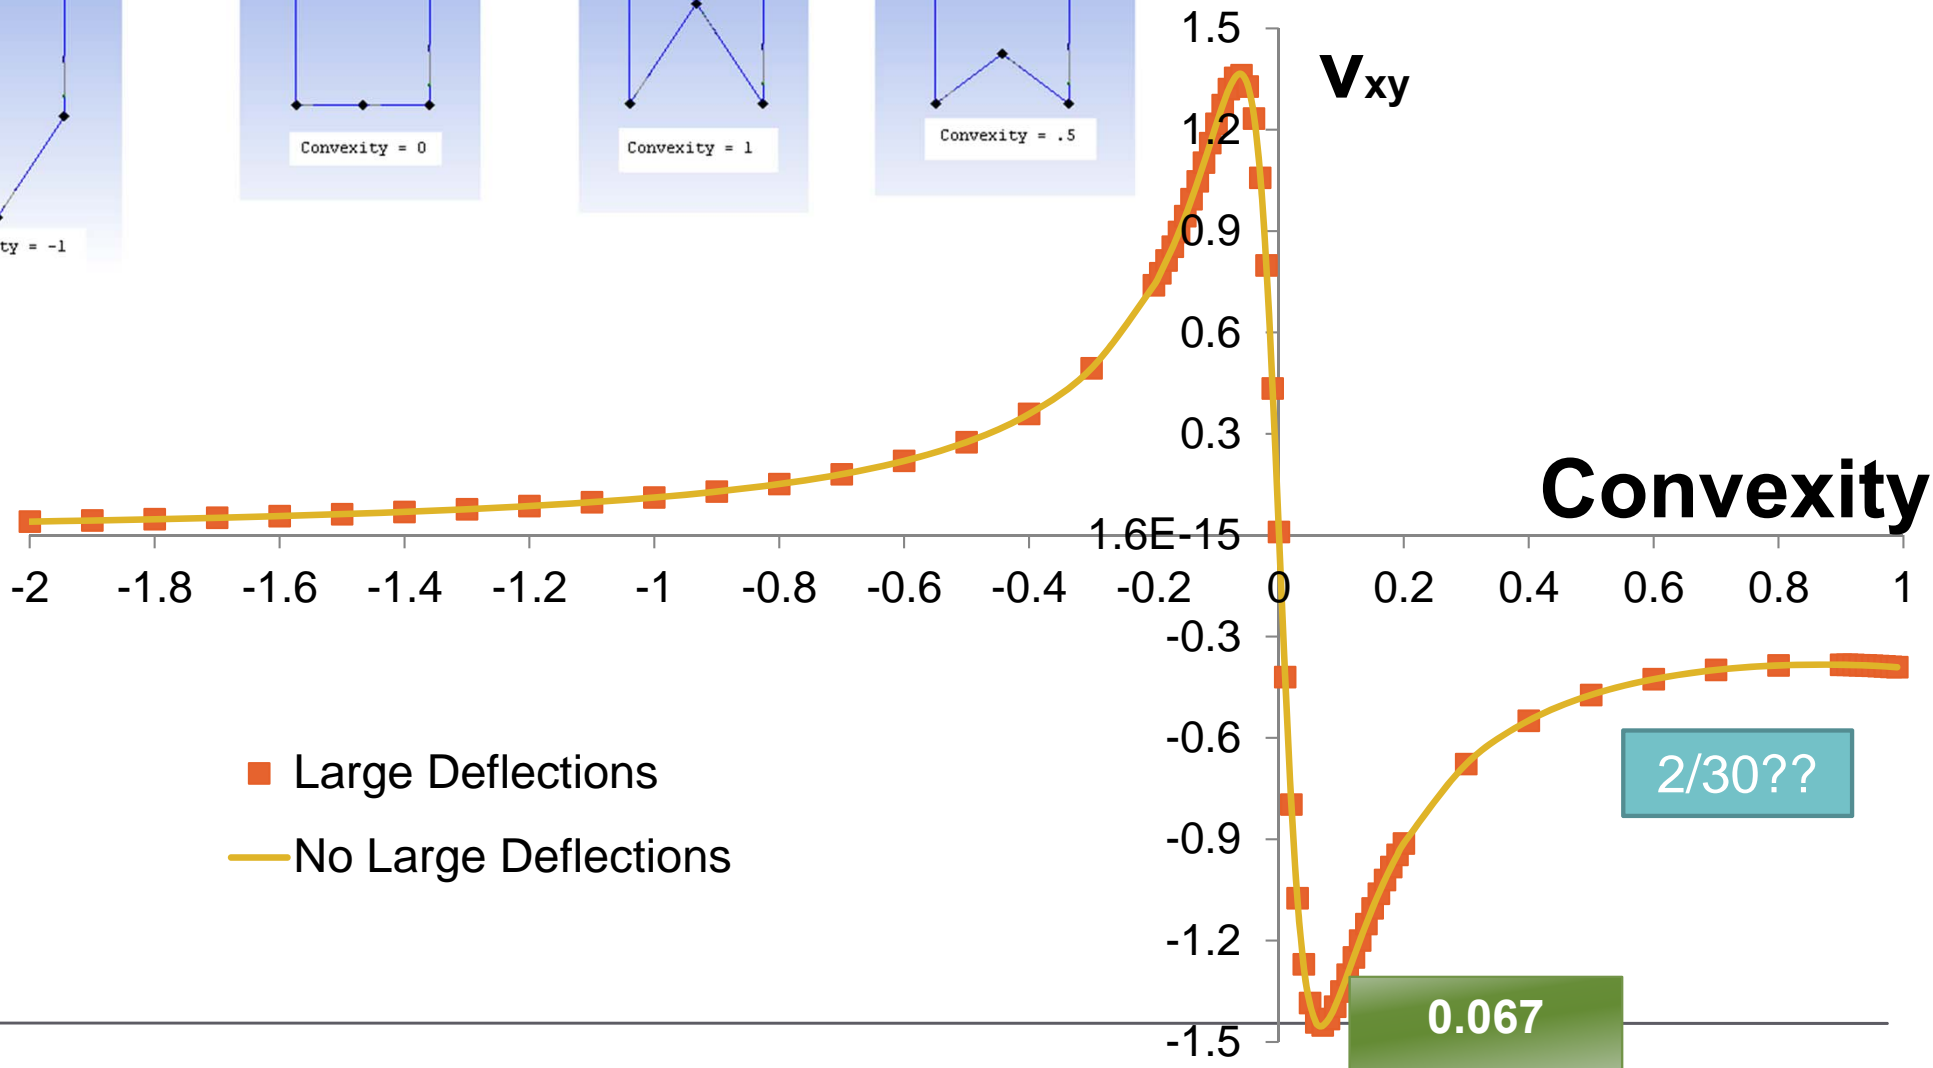 Convexity = 0
Convexity = 1
Convexity = .5
ty = -1
1.5
1.2
0.9
0.6
0.3
1.6E-15
-0.3
-0.6
-0.9
-1.2
-1.5
vxy
Convexity
-2 -1.8 -1.6 -1.4 -1.2 -1 -0.8 -0.6 -0.4 -0.2 0 0.2 0.4 0.6 0.8 1
Large Deflections
No Large Deflections
2/30??
0.067